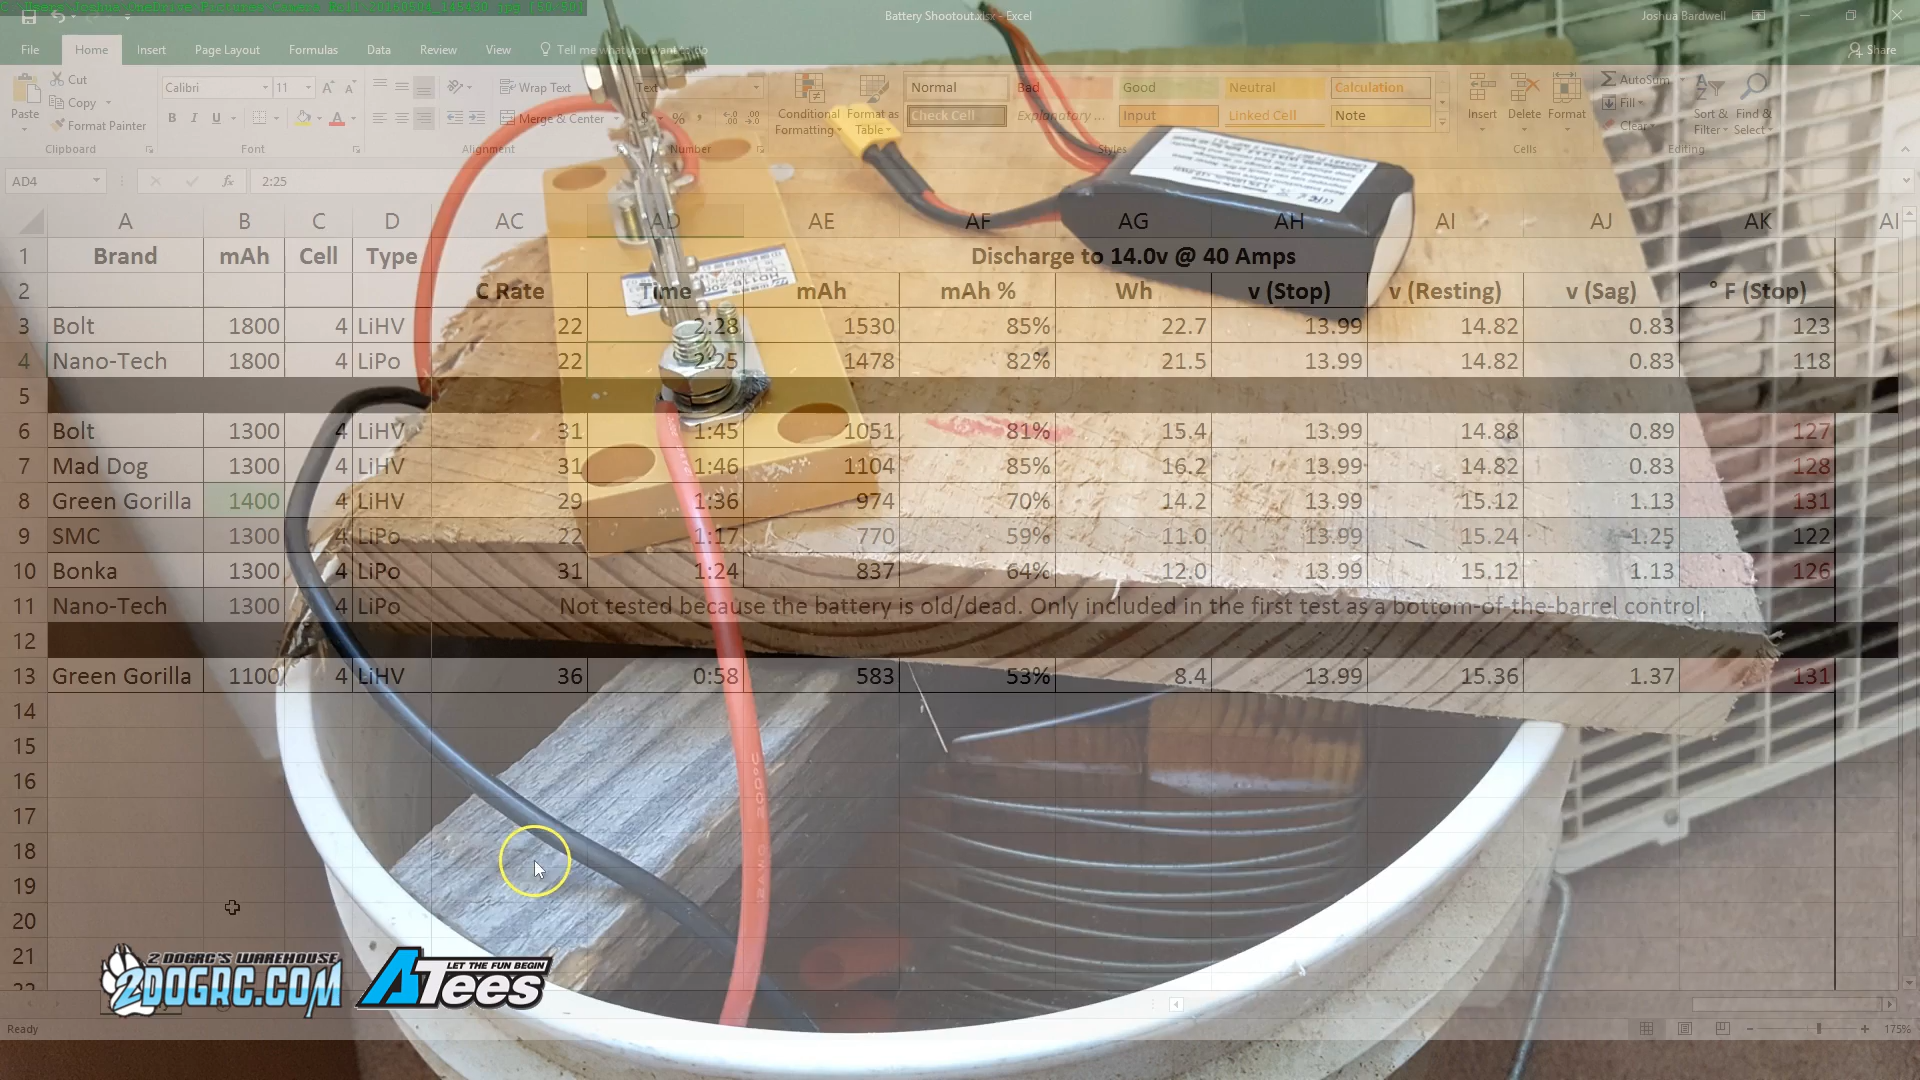 Battery Shootout.xlsx - Excel
Joshua Bardwell
File Home Insert Page Layout Formulas Data Review View Tell me what you want to do Share
Paste Cut Copy Format Painter Clipboard
Calibri 11 B I U Font
Wrap Text Merge & Center Alignment
Text $ % Number
Conditional Formatting Format as Table
Normal Bad Good Neutral Calculation
Check Cell Explanatory ... Input Linked Cell Note
Styles
Insert Delete Format Cells
AutoSum Fill Clear Sort & Filter Find & Select Editing
AD4 fx 2:25
A B C D AC AD AE AF AG AH AI AJ AK
1 Brand mAh Cell Type Discharge to 14.0v @ 40 Amps
2 C Rate Time mAh mAh % Wh v (Stop) v (Resting) v (Sag) ° F (Stop)
3 Bolt 1800 4 LiHV 22 2:28 1530 85% 22.7 13.99 14.82 0.83 123
4 Nano-Tech 1800 4 LiPo 22 2:25 1478 82% 21.5 13.99 14.82 0.83 118
5
6 Bolt 1300 4 LiHV 31 1:45 1051 81% 15.4 13.99 14.88 0.89 127
7 Mad Dog 1300 4 LiHV 31 1:46 1104 85% 16.2 13.99 14.82 0.83 128
8 Green Gorilla 1400 4 LiHV 29 1:36 974 70% 14.2 13.99 15.12 1.13 131
9 SMC 1300 4 LiPo 22 1:17 770 59% 11.0 13.99 15.24 1.25 122
10 Bonka 1300 4 LiPo 31 1:24 837 64% 12.0 13.99 15.12 1.13 126
11 Nano-Tech 1300 4 LiPo Not tested because the battery is old/dead. Only included in the first test as a bottom-of-the-barrel control.
12
13 Green Gorilla 1100 4 LiHV 36 0:58 583 53% 8.4 13.99 15.36 1.37 131
14
15
16
17
18
19
20
21
200°C
2 DOGRC'S WAREHOUSE
2DOGRC.COM
LET THE FUN BEGIN
ATees
Ready
175%